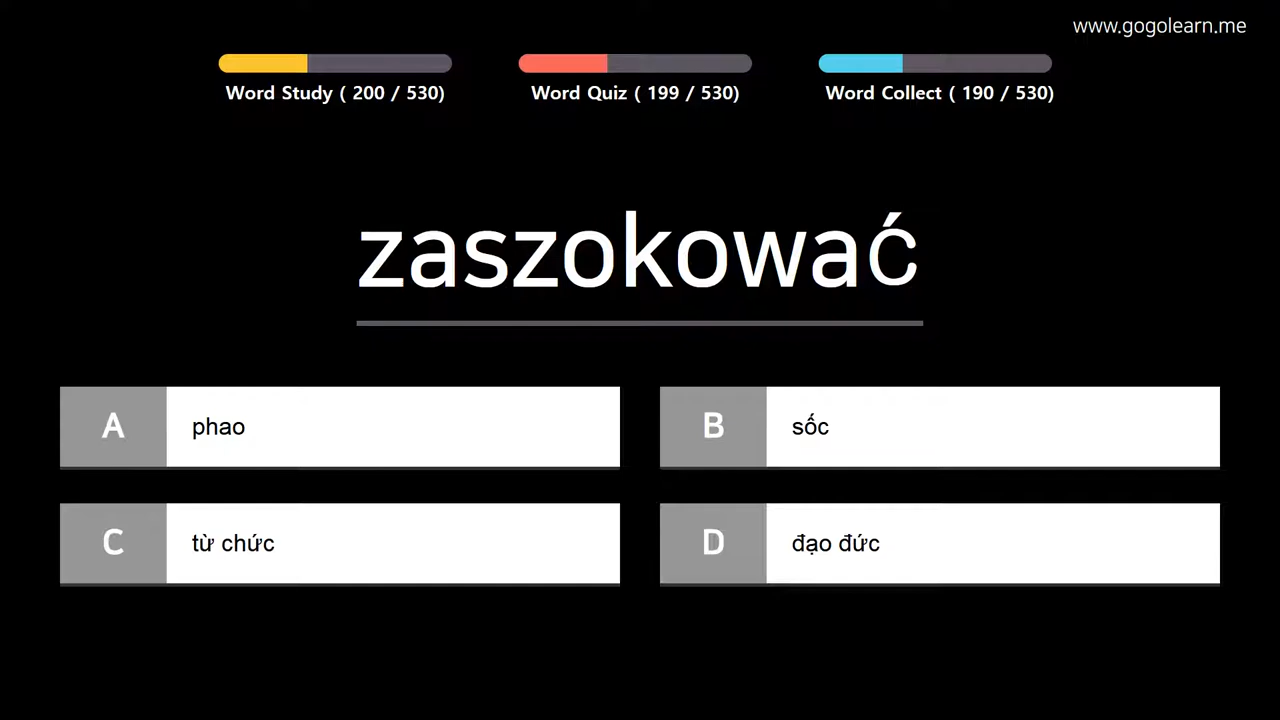 www.gogolearn.me
Word Study ( 200 / 530)
Word Quiz ( 199 / 530)
Word Collect ( 190 / 530)
zaszokować
A phao
B sốc
C từ chức
D đạo đức